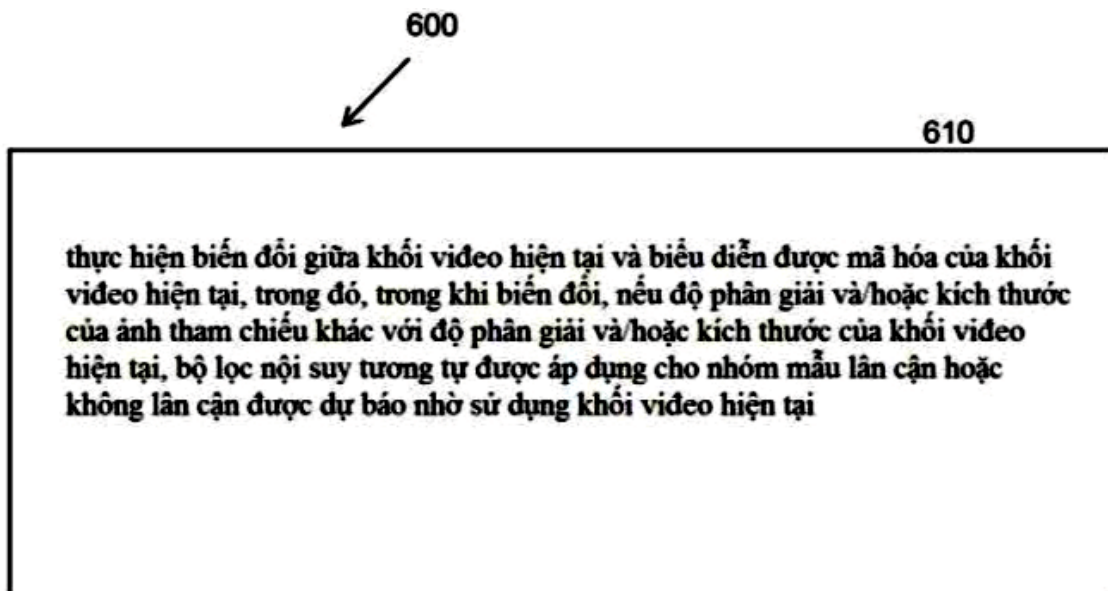 600
610
thực hiện biến đổi giữa khối video hiện tại và biểu diễn được mã hóa của khối
video hiện tại, trong đó, trong khi biến đổi, nếu độ phân giải và/hoặc kích thước
của ảnh tham chiếu khác với độ phân giải và/hoặc kích thước của khối video
hiện tại, bộ lọc nội suy tương tự được áp dụng cho nhóm mẫu lân cận hoặc
không lân cận được dự báo nhờ sử dụng khối video hiện tại